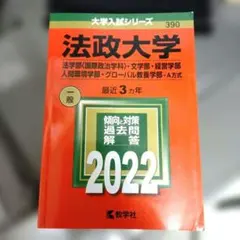 大学入試シリーズ
390
法政大学
法学部〈国際政治学科〉・文学部・経営学部
人間環境学部・グローバル教養学部-A方式
一般
最近3カ年
傾向と対策
過去問
解答
2022
教学社